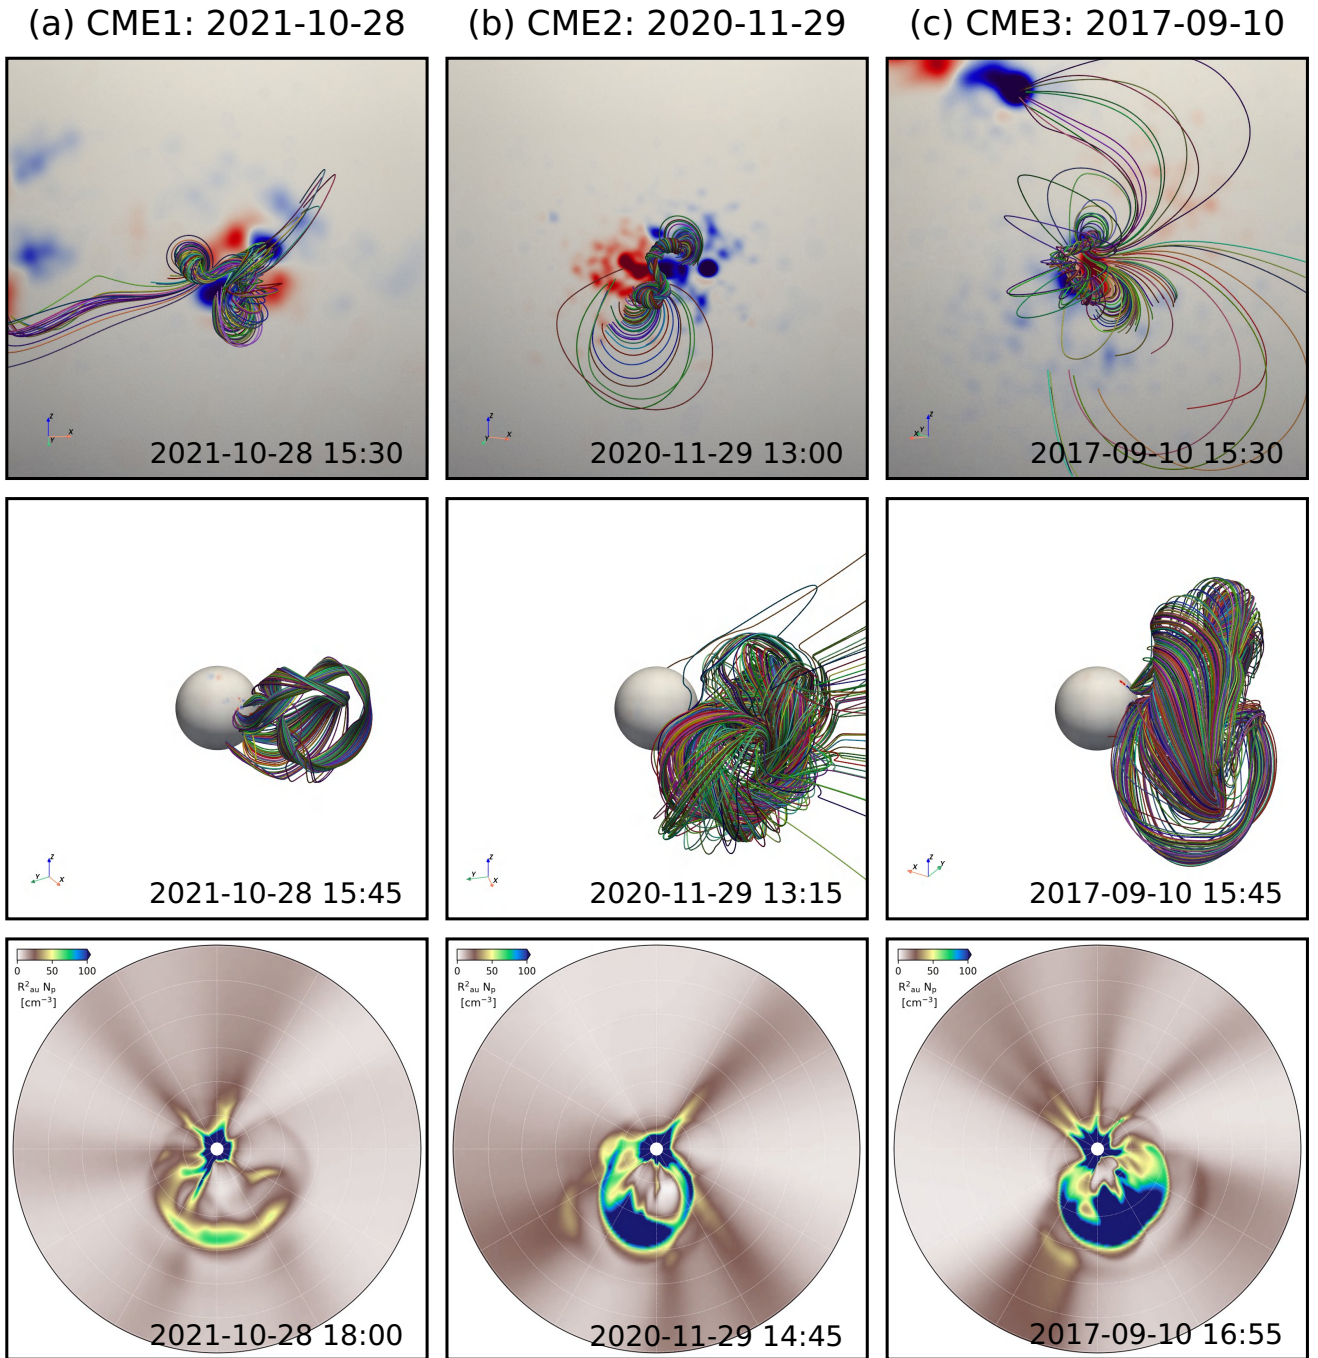 (a) CME1: 2021-10-28 (b) CME2: 2020-11-29 (c) CME3: 2017-09-10
Z
X
Y
2021-10-28 15:30
Z
X
Y
2020-11-29 13:00
Z
X
Y
2017-09-10 15:30
Z
Y
X
2021-10-28 15:45
Z
Y
X
2020-11-29 13:15
Z
X
Y
2017-09-10 15:45
0 50 100
R²au Np
[cm⁻³]
2021-10-28 18:00
0 50 100
R²au Np
[cm⁻³]
2020-11-29 14:45
0 50 100
R²au Np
[cm⁻³]
2017-09-10 16:55